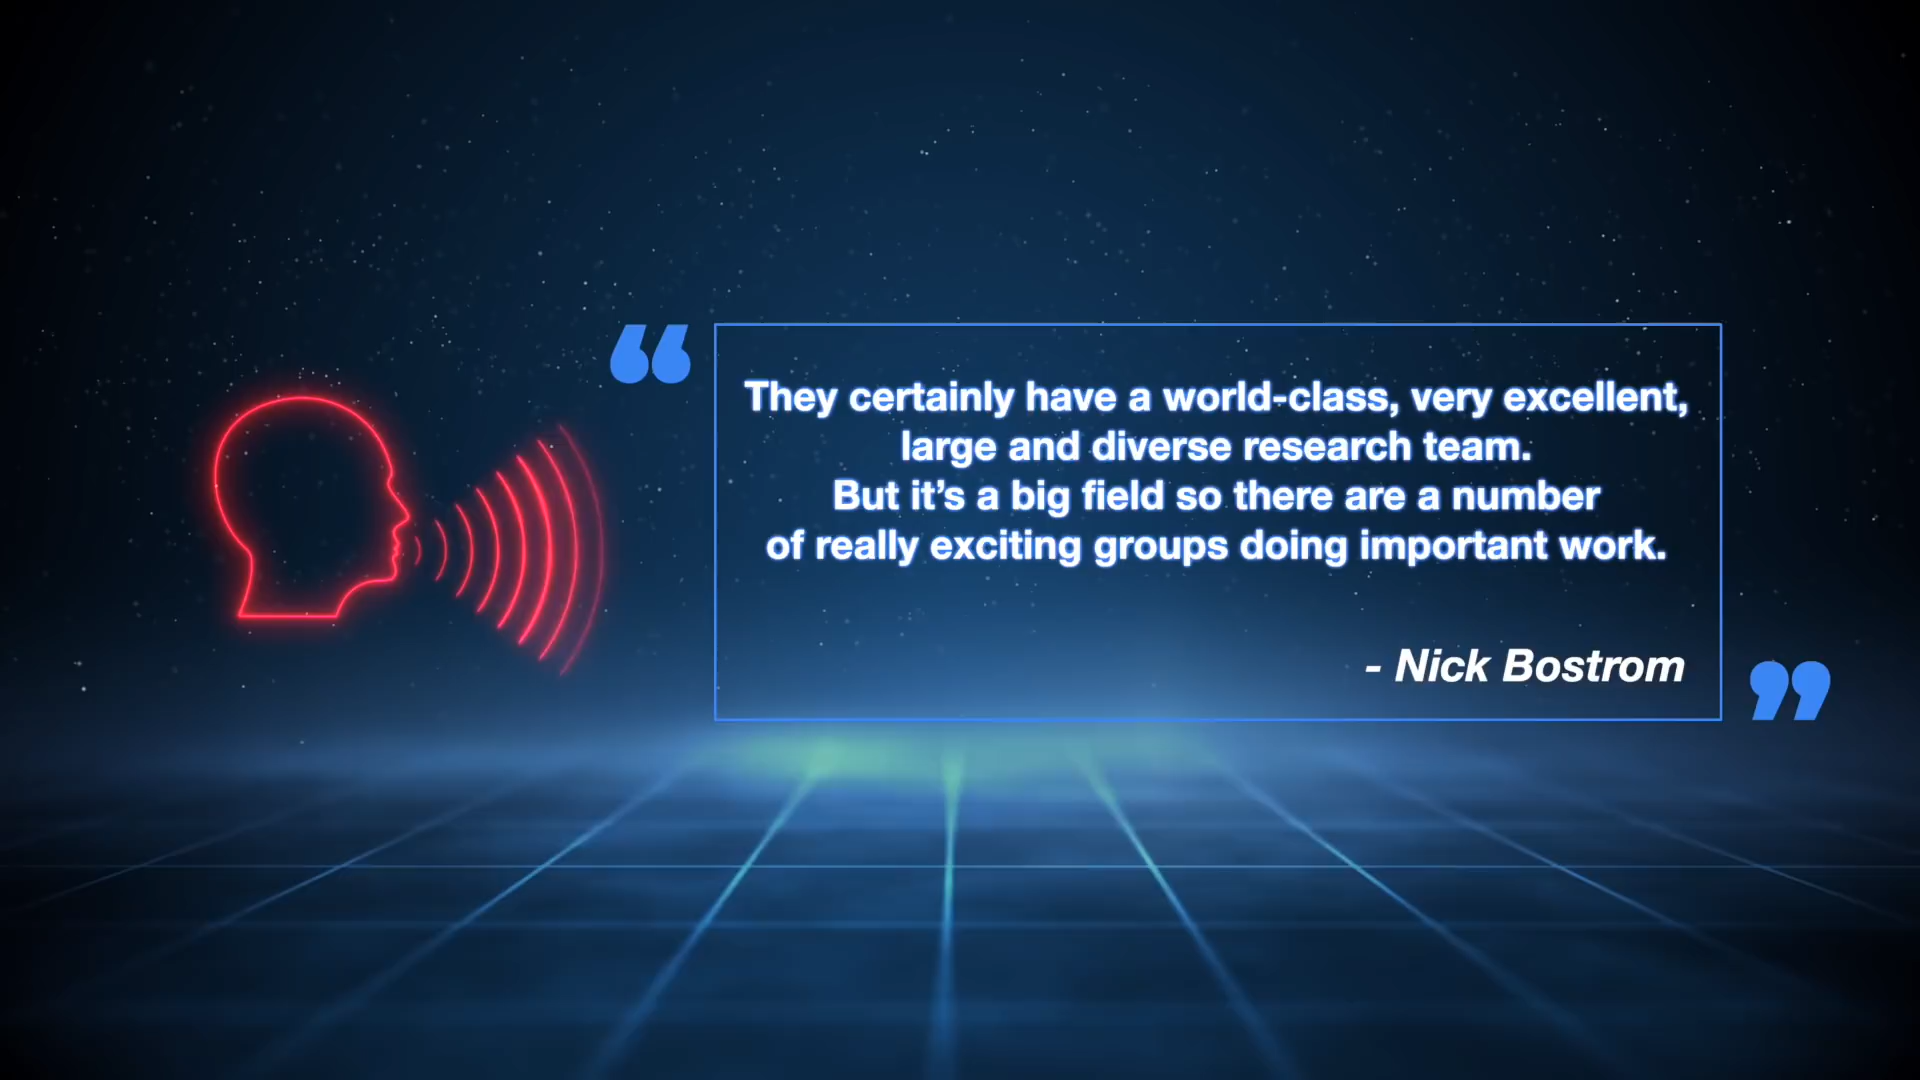 They certainly have a world-class, very excellent,
large and diverse research team.
But it’s a big field so there are a number
of really exciting groups doing important work.
- Nick Bostrom